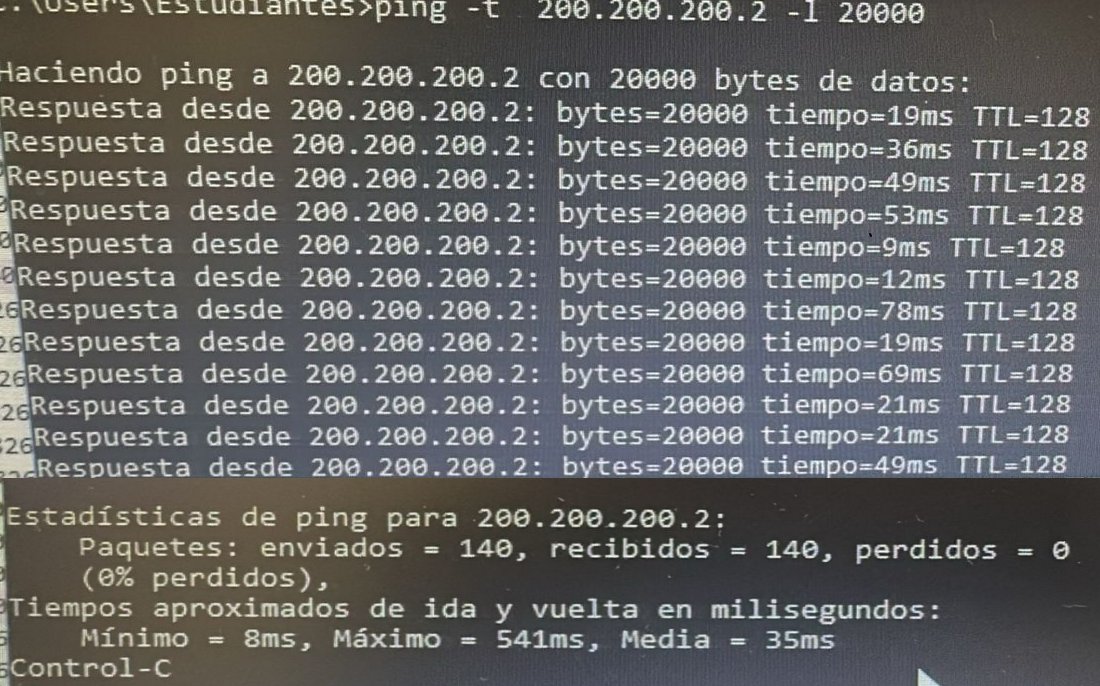 C:\Users\Estudiantes>ping -t  200.200.200.2 -l 20000
Haciendo ping a 200.200.200.2 con 20000 bytes de datos:
Respuesta desde 200.200.200.2: bytes=20000 tiempo=19ms TTL=128
Respuesta desde 200.200.200.2: bytes=20000 tiempo=36ms TTL=128
Respuesta desde 200.200.200.2: bytes=20000 tiempo=49ms TTL=128
Respuesta desde 200.200.200.2: bytes=20000 tiempo=53ms TTL=128
Respuesta desde 200.200.200.2: bytes=20000 tiempo=9ms TTL=128
Respuesta desde 200.200.200.2: bytes=20000 tiempo=12ms TTL=128
Respuesta desde 200.200.200.2: bytes=20000 tiempo=78ms TTL=128
Respuesta desde 200.200.200.2: bytes=20000 tiempo=19ms TTL=128
Respuesta desde 200.200.200.2: bytes=20000 tiempo=69ms TTL=128
Respuesta desde 200.200.200.2: bytes=20000 tiempo=21ms TTL=128
Respuesta desde 200.200.200.2: bytes=20000 tiempo=21ms TTL=128
Respuesta desde 200.200.200.2: bytes=20000 tiempo=49ms TTL=128
Estadísticas de ping para 200.200.200.2:
Paquetes: enviados = 140, recibidos = 140, perdidos = 0
(0% perdidos),
Tiempos aproximados de ida y vuelta en milisegundos:
Mínimo = 8ms, Máximo = 541ms, Media = 35ms
Control-C